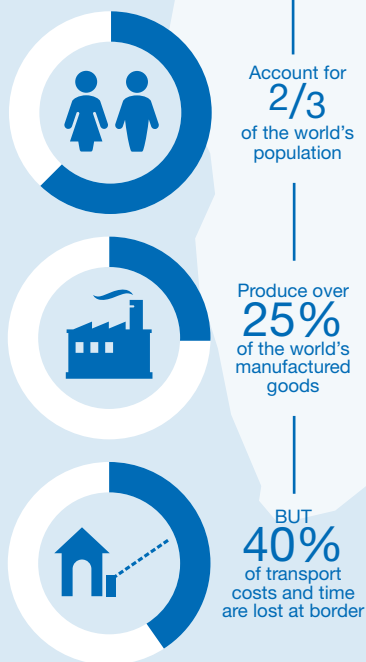 Account for
2/3
of the world's
population
Produce over
25%
of the world's
manufactured
goods
BUT
40%
of transport
costs and time
are lost at border